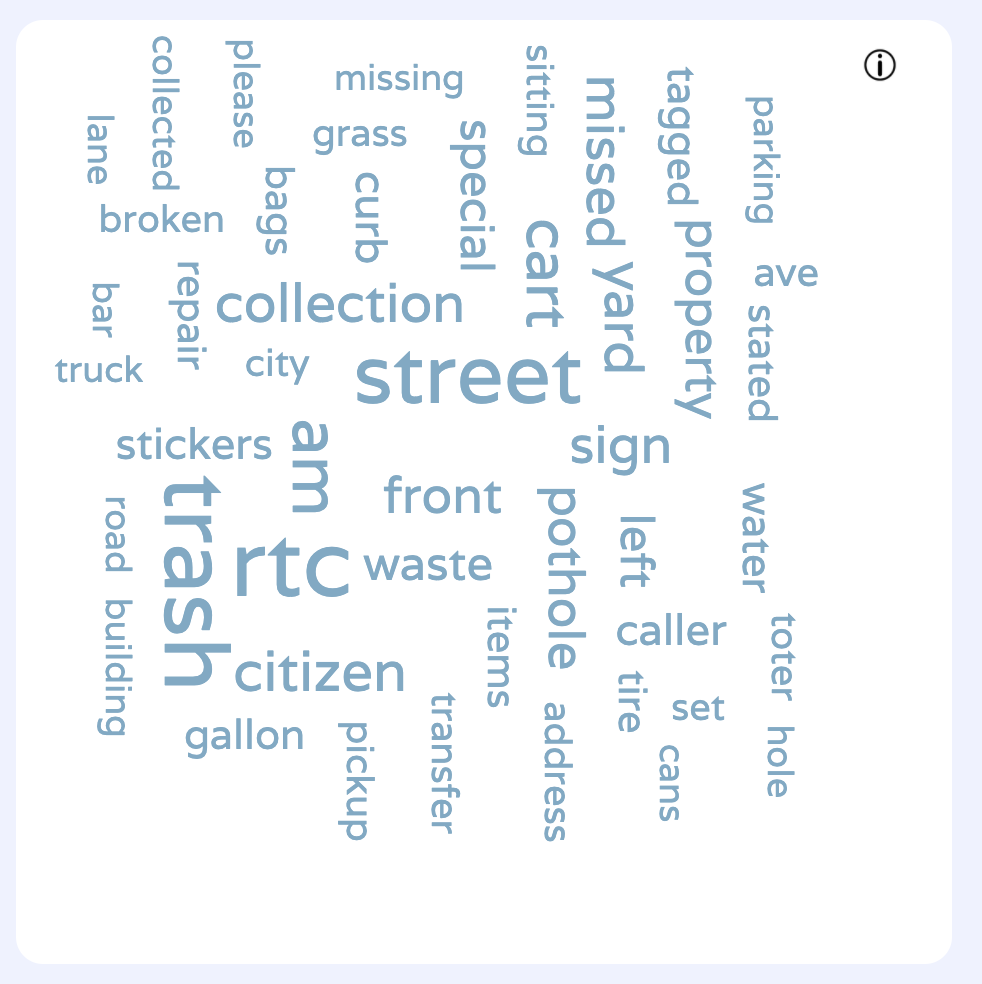 collected
please
missing
sitting
missed
tagged
parking
lane
grass
special
bags
curb
broken
cart
property
yard
ave
repair
bar
collection
stated
truck
city
street
am
stickers
sign
trash
front
pothole
water
road
left
rtc
waste
building
items
caller
toter
citizen
tire
set
transfer
gallon
pickup
address
hole
cans